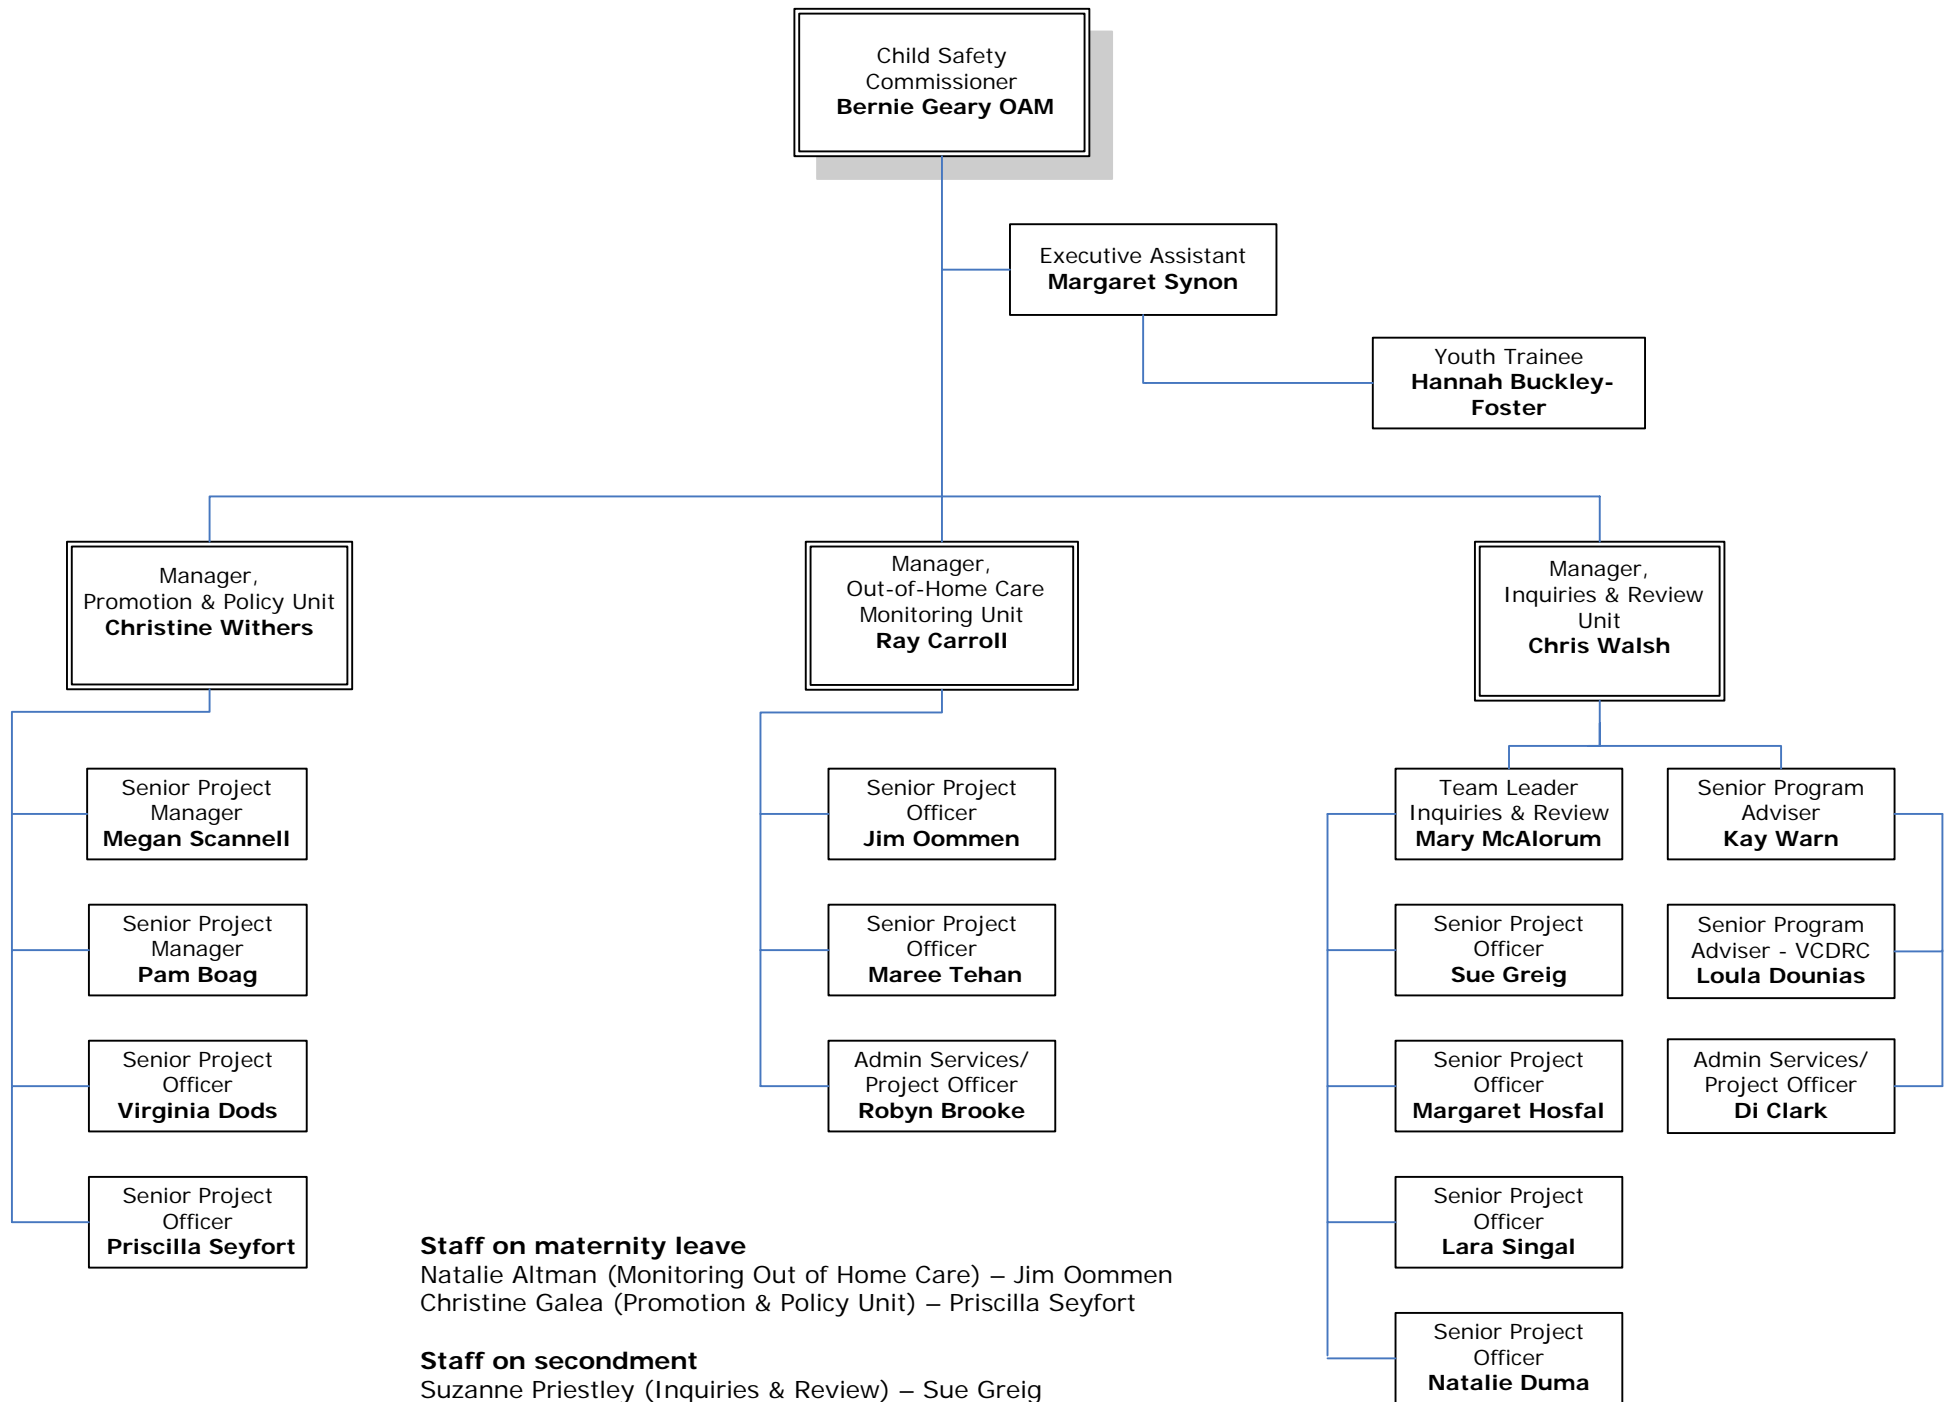 Child Safety
Commissioner
Bernie Geary OAM
Executive Assistant
Margaret Synon
Youth Trainee
Hannah Buckley-
Foster
Manager,
Promotion & Policy Unit
Christine Withers
Manager,
Out-of-Home Care
Monitoring Unit
Ray Carroll
Manager,
Inquiries & Review
Unit
Chris Walsh
Senior Project
Manager
Megan Scannell
Senior Project
Manager
Pam Boag
Senior Project
Officer
Virginia Dods
Senior Project
Officer
Priscilla Seyfort
Senior Project
Officer
Jim Oommen
Senior Project
Officer
Maree Tehan
Admin Services/
Project Officer
Robyn Brooke
Team Leader
Inquiries & Review
Mary McAlorum
Senior Project
Officer
Sue Greig
Senior Project
Officer
Margaret Hosfal
Senior Project
Officer
Lara Singal
Senior Project
Officer
Natalie Duma
Senior Program
Adviser
Kay Warn
Senior Program
Adviser - VCDRC
Loula Dounias
Admin Services/
Project Officer
Di Clark
Staff on maternity leave
Natalie Altman (Monitoring Out of Home Care) – Jim Oommen
Christine Galea (Promotion & Policy Unit) – Priscilla Seyfort
Staff on secondment
Suzanne Priestley (Inquiries & Review) – Sue Greig